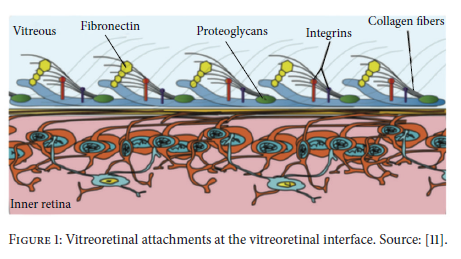 Vitreous
Fibronectin
Proteoglycans
Integrins
Collagen fibers
Inner retina
FIGURE 1: Vitreoretinal attachments at the vitreoretinal interface. Source: [11].